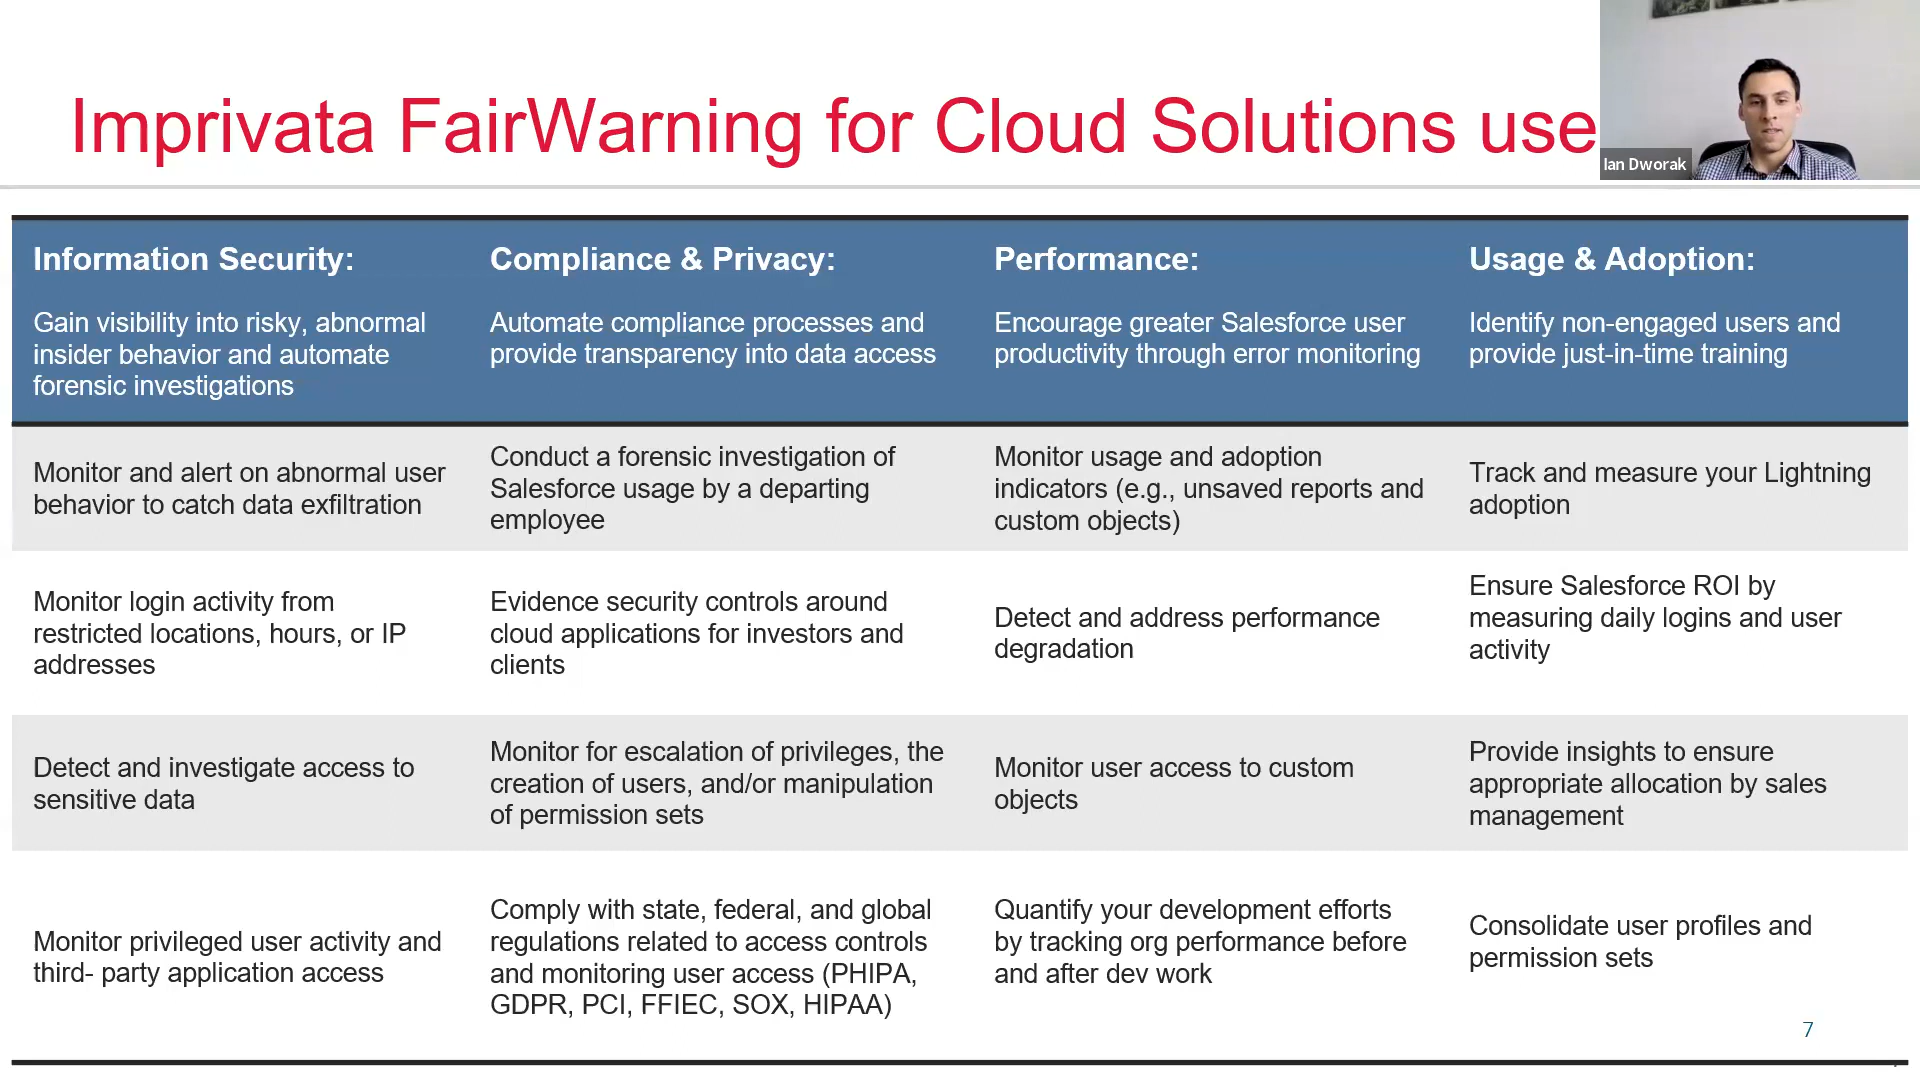 Imprivata FairWarning for Cloud Solutions use
Ian Dworak
Information Security:
Gain visibility into risky, abnormal
insider behavior and automate
forensic investigations
Compliance & Privacy:
Automate compliance processes and
provide transparency into data access
Performance:
Encourage greater Salesforce user
productivity through error monitoring
Usage & Adoption:
Identify non-engaged users and
provide just-in-time training
Monitor and alert on abnormal user
behavior to catch data exfiltration
Conduct a forensic investigation of
Salesforce usage by a departing
employee
Monitor usage and adoption
indicators (e.g., unsaved reports and
custom objects)
Track and measure your Lightning
adoption
Monitor login activity from
restricted locations, hours, or IP
addresses
Evidence security controls around
cloud applications for investors and
clients
Detect and address performance
degradation
Ensure Salesforce ROI by
measuring daily logins and user
activity
Detect and investigate access to
sensitive data
Monitor for escalation of privileges, the
creation of users, and/or manipulation
of permission sets
Monitor user access to custom
objects
Provide insights to ensure
appropriate allocation by sales
management
Monitor privileged user activity and
third- party application access
Comply with state, federal, and global
regulations related to access controls
and monitoring user access (PHIPA,
GDPR, PCI, FFIEC, SOX, HIPAA)
Quantify your development efforts
by tracking org performance before
and after dev work
Consolidate user profiles and
permission sets
7